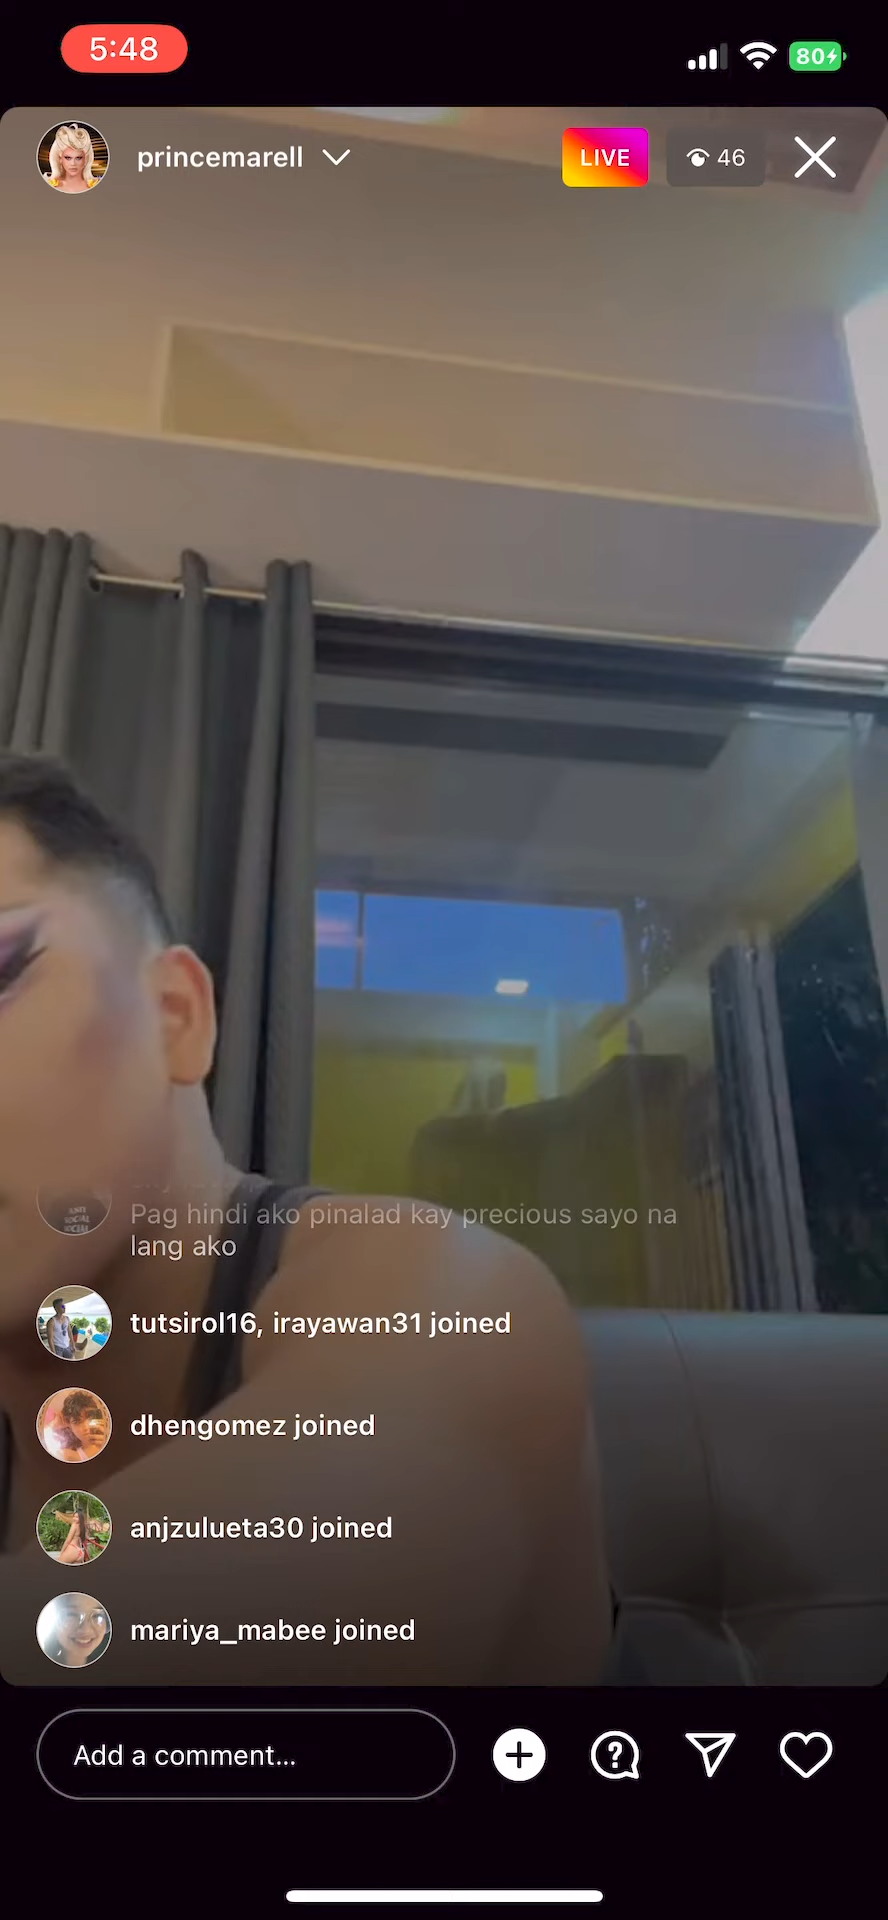 5:48
80
princemarell
LIVE
46
Pag hindi ako pinalad kay precious sayo na
lang ako
tutsirol16, irayawan31 joined
dhengomez joined
anjzulueta30 joined
mariya_mabee joined
Add a comment...